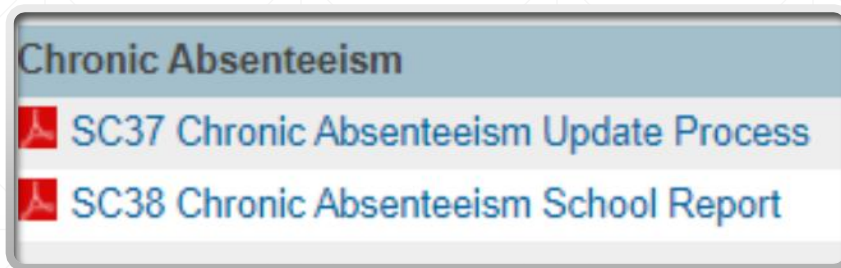 Chronic Absenteeism
SC37 Chronic Absenteeism Update Process
SC38 Chronic Absenteeism School Report